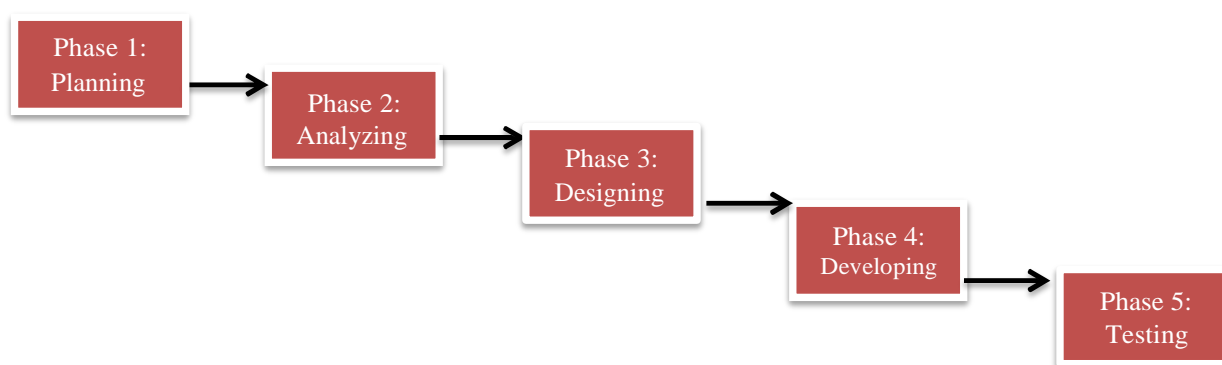 Phase 1:
Planning
Phase 2:
Analyzing
Phase 3:
Designing
Phase 4:
Developing
Phase 5:
Testing